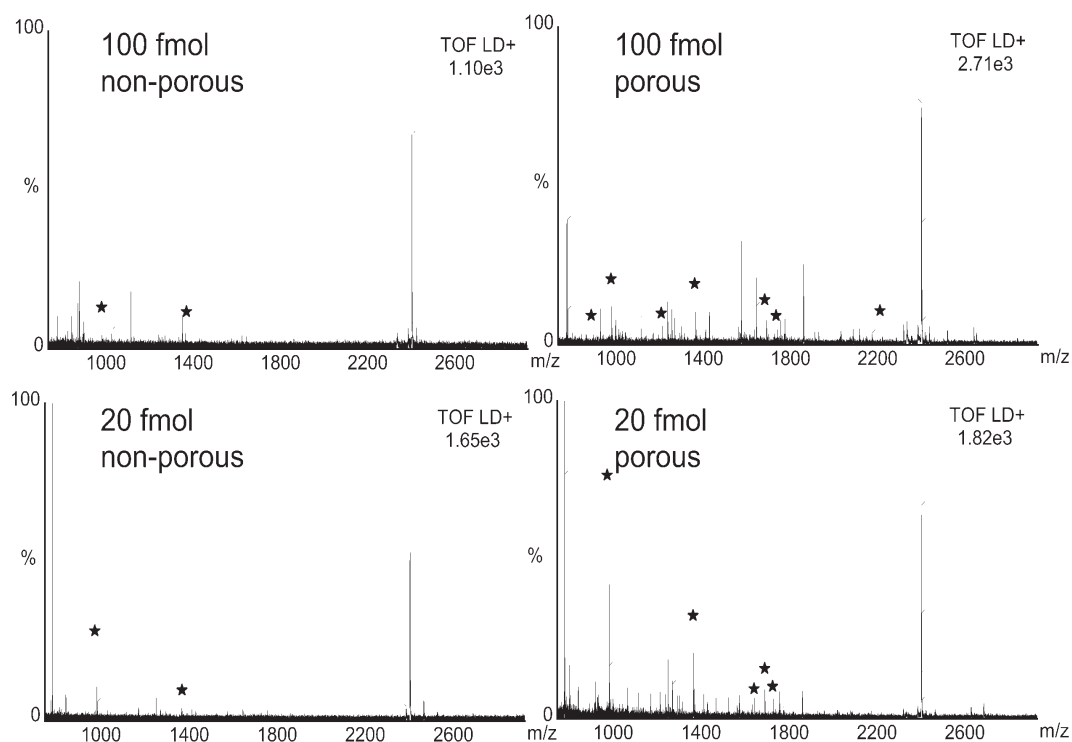 100
100 fmol
non-porous
TOF LD+
1.10e3
%
0
1000 1400 1800 2200 2600 m/z
100
100 fmol
porous
TOF LD+
2.71e3
%
0
1000 1400 1800 2200 2600 m/z
100
20 fmol
non-porous
TOF LD+
1.65e3
%
0
1000 1400 1800 2200 2600 m/z
100
20 fmol
porous
TOF LD+
1.82e3
%
0
1000 1400 1800 2200 2600 m/z